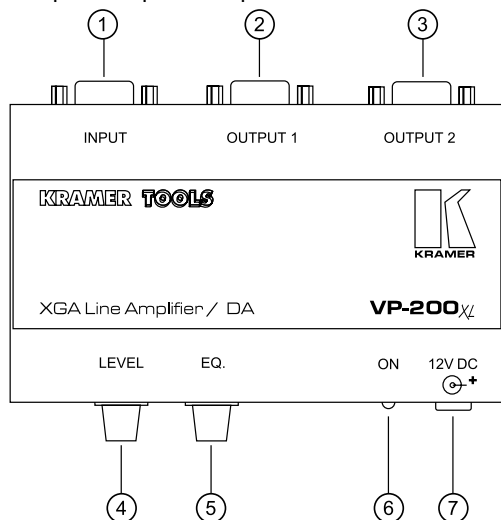 1 2 3
INPUT OUTPUT 1 OUTPUT 2
KRAMER TOOLS
K
KRAMER
XGA Line Amplifier / DA VP-200XL
LEVEL EQ. ON 12V DC
+
4 5 6 7